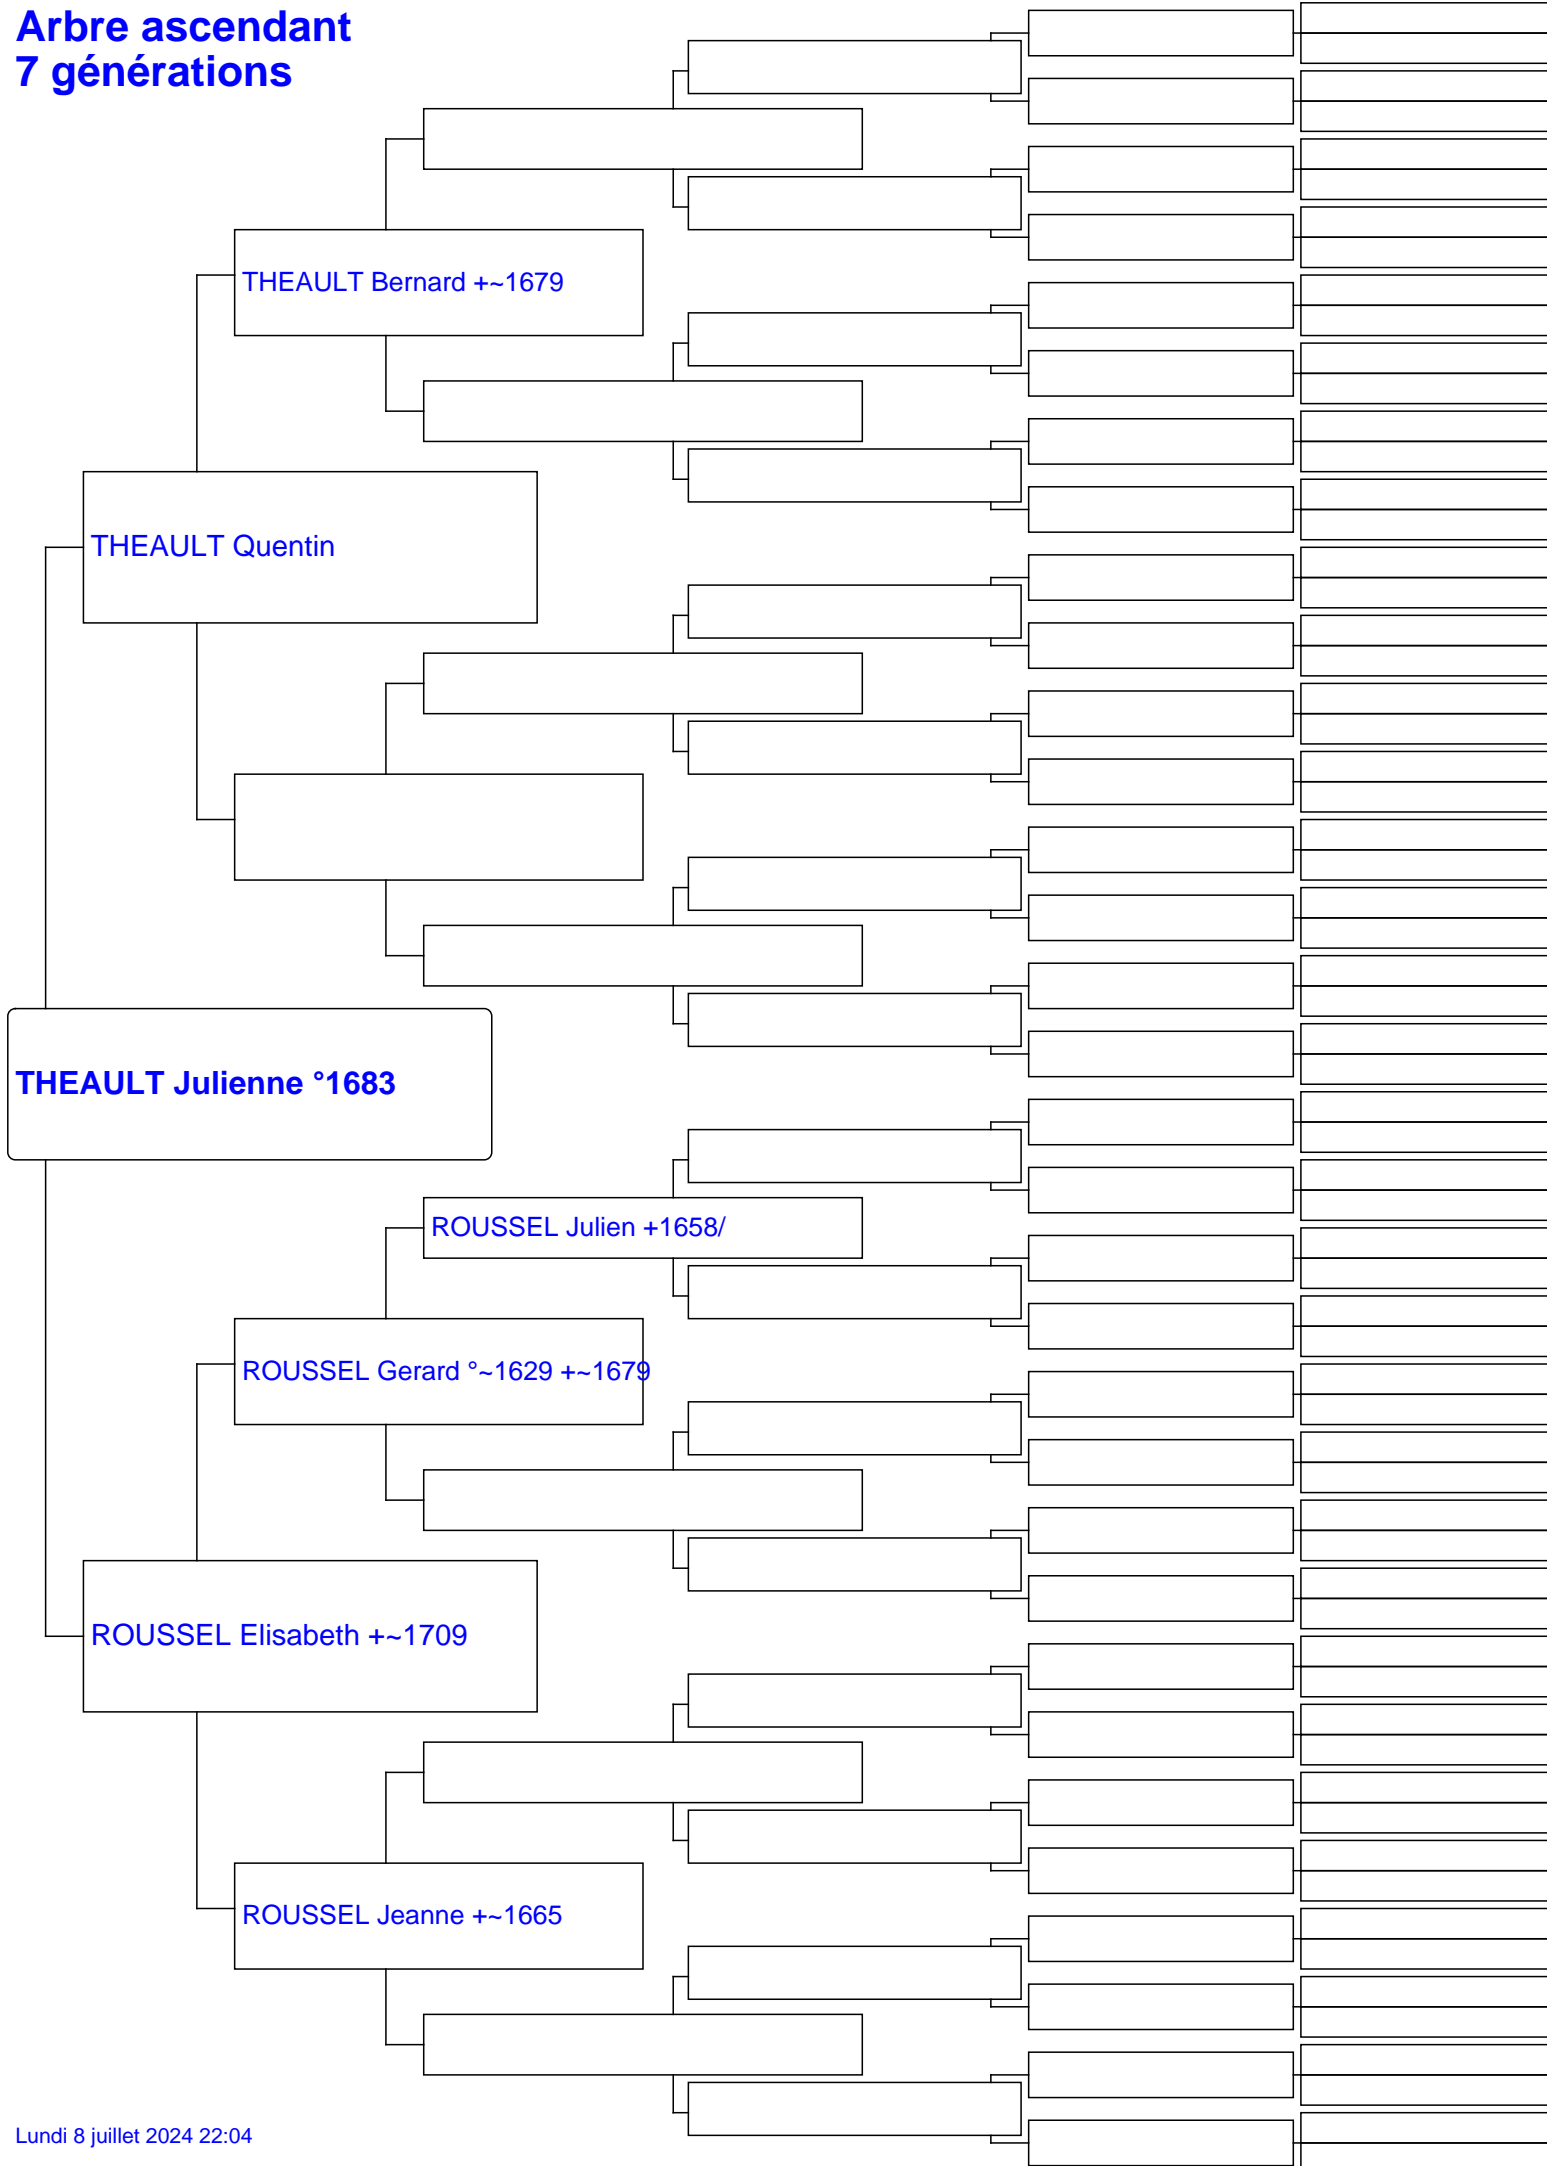 Arbre ascendant
7 générations
THEAULT Bernard +~1679
THEAULT Quentin
THEAULT Julienne °1683
ROUSSEL Julien +1658/
ROUSSEL Gerard °~1629 +~1679
ROUSSEL Elisabeth +~1709
ROUSSEL Jeanne +~1665
Lundi 8 juillet 2024 22:04